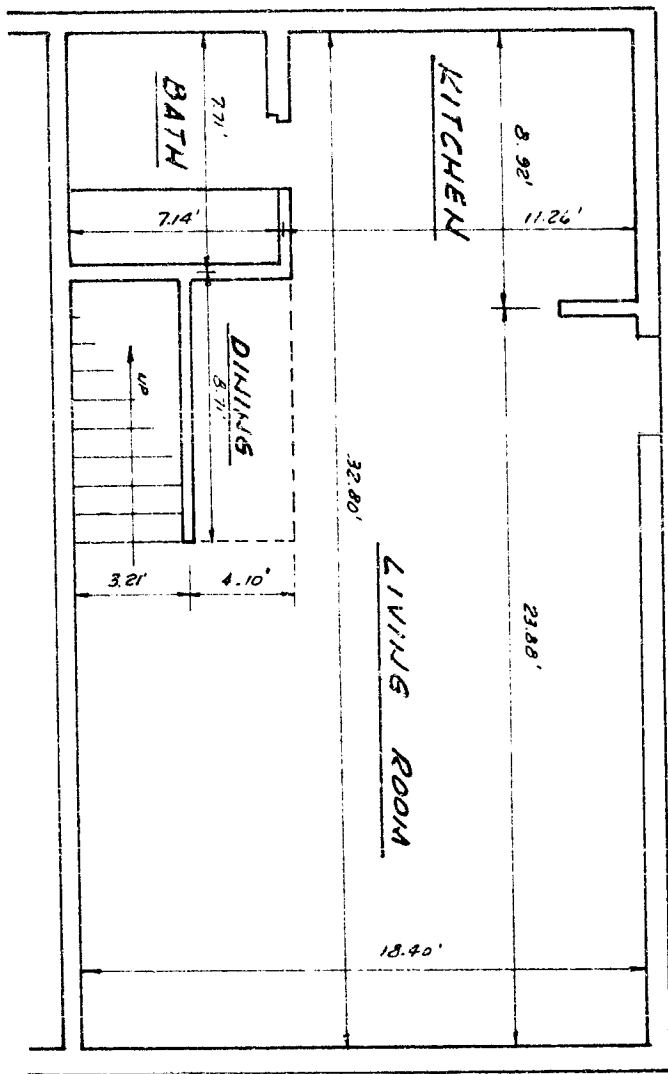 BATH
7.71'
7.14'
KITCHEN
8.92'
11.26'
UP
DINING
8.71'
32.80'
3.21'
4.10'
LIVING ROOM
23.88'
18.40'